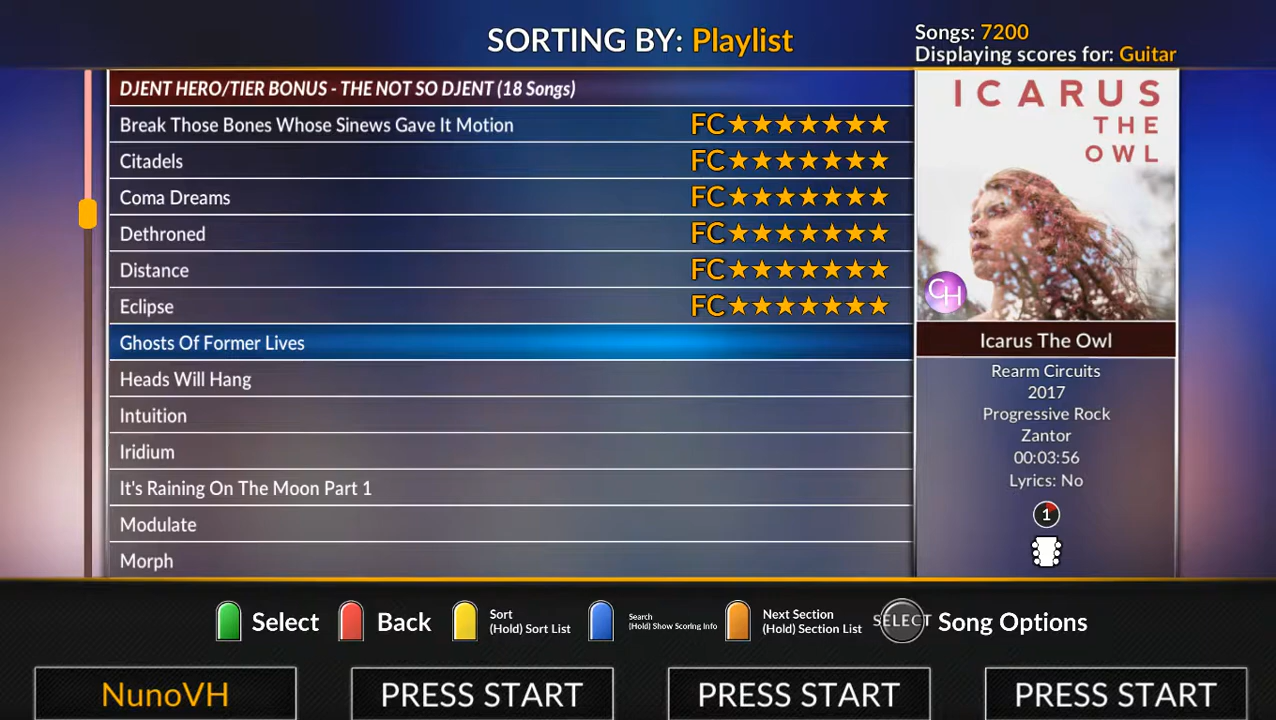 SORTING BY: Playlist
Songs: 7200
Displaying scores for: Guitar
DJENT HERO/TIER BONUS - THE NOT SO DJENT (18 Songs)
Break Those Bones Whose Sinews Gave It Motion FC★★★★★★★
Citadels FC★★★★★★★
Coma Dreams FC★★★★★★★
Dethroned FC★★★★★★★
Distance FC★★★★★★★
Eclipse FC★★★★★★★
Ghosts Of Former Lives
Heads Will Hang
Intuition
Iridium
It's Raining On The Moon Part 1
Modulate
Morph
ICARUS
THE
OWL
CH
Icarus The Owl
Rearm Circuits
2017
Progressive Rock
Zantor
00:03:56
Lyrics: No
1
Select
Back
Sort
(Hold) Sort List
Search
(Hold) Show Scoring Info
Next Section
(Hold) Section List
SELECT Song Options
NunoVH
PRESS START
PRESS START
PRESS START